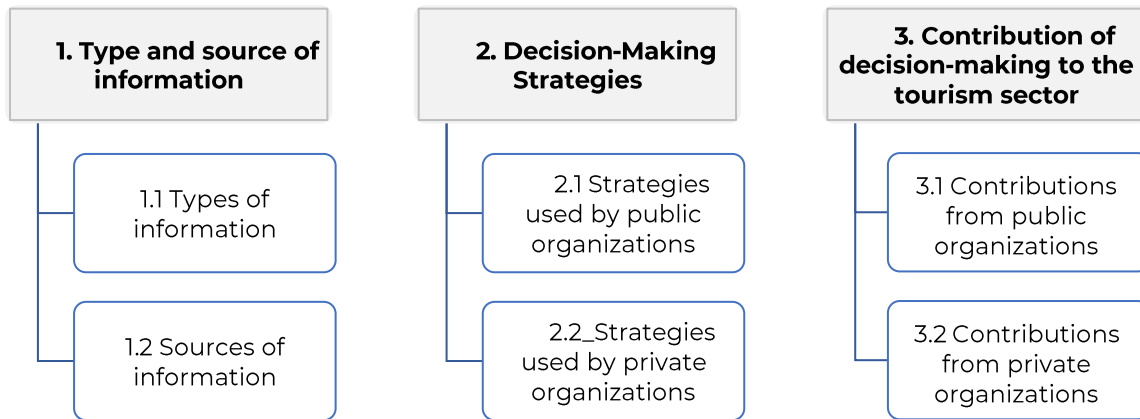 1. Type and source of
information
1.1 Types of
information
1.2 Sources of
information
2. Decision-Making
Strategies
2.1 Strategies
used by public
organizations
2.2_Strategies
used by private
organizations
3. Contribution of
decision-making to the
tourism sector
3.1 Contributions
from public
organizations
3.2 Contributions
from private
organizations